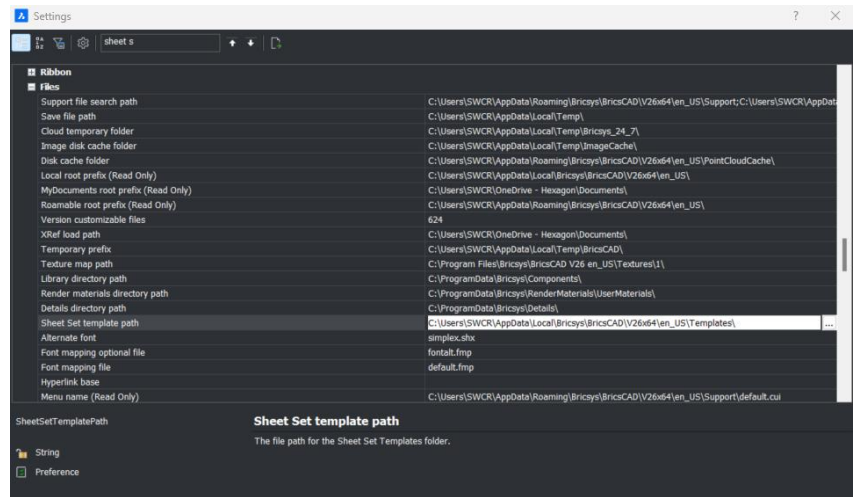 Settings
sheet s
Ribbon
Files
Support file search path C:\Users\SWCR\AppData\Roaming\Bricsys\BricsCAD\V26x64\en_US\Support;C:\Users\SWCR\AppData
Save file path C:\Users\SWCR\AppData\Local\Temp\
Cloud temporary folder C:\Users\SWCR\AppData\Local\Temp\Bricsys_24_7\
Image disk cache folder C:\Users\SWCR\AppData\Local\Temp\ImageCache\
Disk cache folder C:\Users\SWCR\AppData\Roaming\Bricsys\BricsCAD\V26x64\en_US\PointCloudCache\
Local root prefix (Read Only) C:\Users\SWCR\AppData\Local\Bricsys\BricsCAD\V26x64\en_US\
MyDocuments root prefix (Read Only) C:\Users\SWCR\OneDrive - Hexagon\Documents\
Roamable root prefix (Read Only) C:\Users\SWCR\AppData\Roaming\Bricsys\BricsCAD\V26x64\en_US\
Version customizable files 624
XRef load path C:\Users\SWCR\OneDrive - Hexagon\Documents\
Temporary prefix C:\Users\SWCR\AppData\Local\Temp\BricsCAD\
Texture map path C:\Program Files\Bricsys\BricsCAD V26 en_US\Textures\1\
Library directory path C:\ProgramData\Bricsys\Components\
Render materials directory path C:\ProgramData\Bricsys\RenderMaterials\UserMaterials\
Details directory path C:\ProgramData\Bricsys\Details\
Sheet Set template path C:\Users\SWCR\AppData\Local\Bricsys\BricsCAD\V26x64\en_US\Templates\ ...
Alternate font simplex.shx
Font mapping optional file fontalt.fmp
Font mapping file default.fmp
Hyperlink base
Menu name (Read Only) C:\Users\SWCR\AppData\Roaming\Bricsys\BricsCAD\V26x64\en_US\Support\default.cui
SheetSetTemplatePath
Sheet Set template path
The file path for the Sheet Set Templates folder.
String
Preference